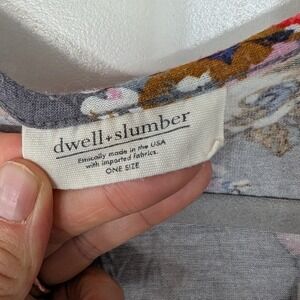 dwell+slumber
Ethically made in the USA
with imported fabrics.
ONE SIZE